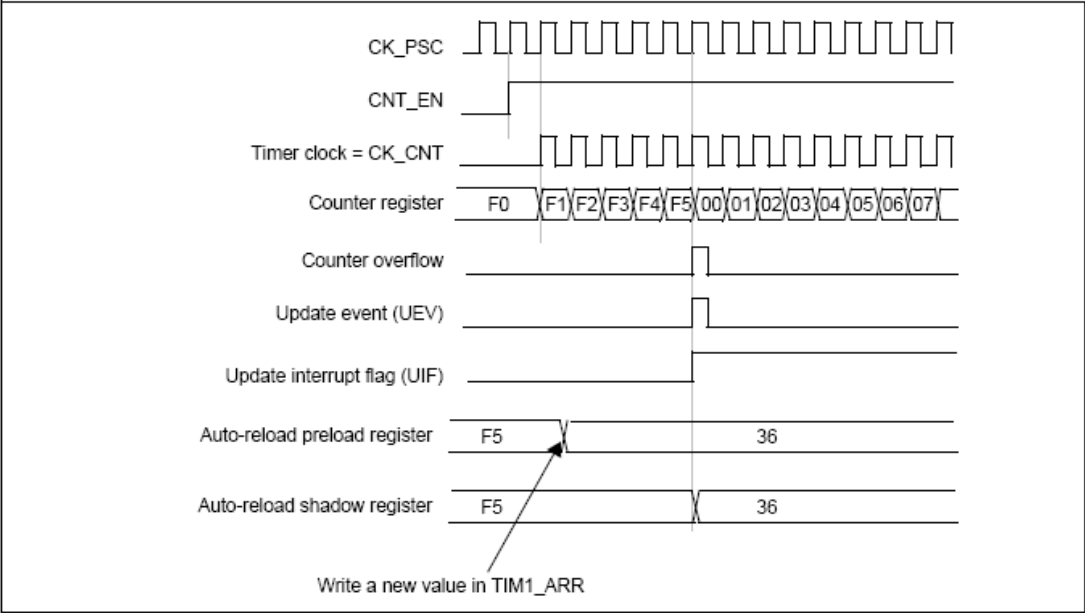 CK_PSC
CNT_EN
Timer clock = CK_CNT
Counter register F0 F1 F2 F3 F4 F5 00 01 02 03 04 05 06 07
Counter overflow
Update event (UEV)
Update interrupt flag (UIF)
Auto-reload preload register F5 36
Auto-reload shadow register F5 36
Write a new value in TIM1_ARR